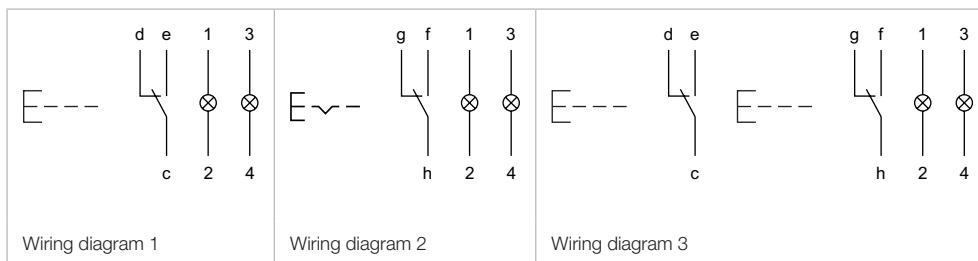 d e 1 3
c 2 4
Wiring diagram 1
g f 1 3
h 2 4
Wiring diagram 2
d e g f 1 3
c h 2 4
Wiring diagram 3